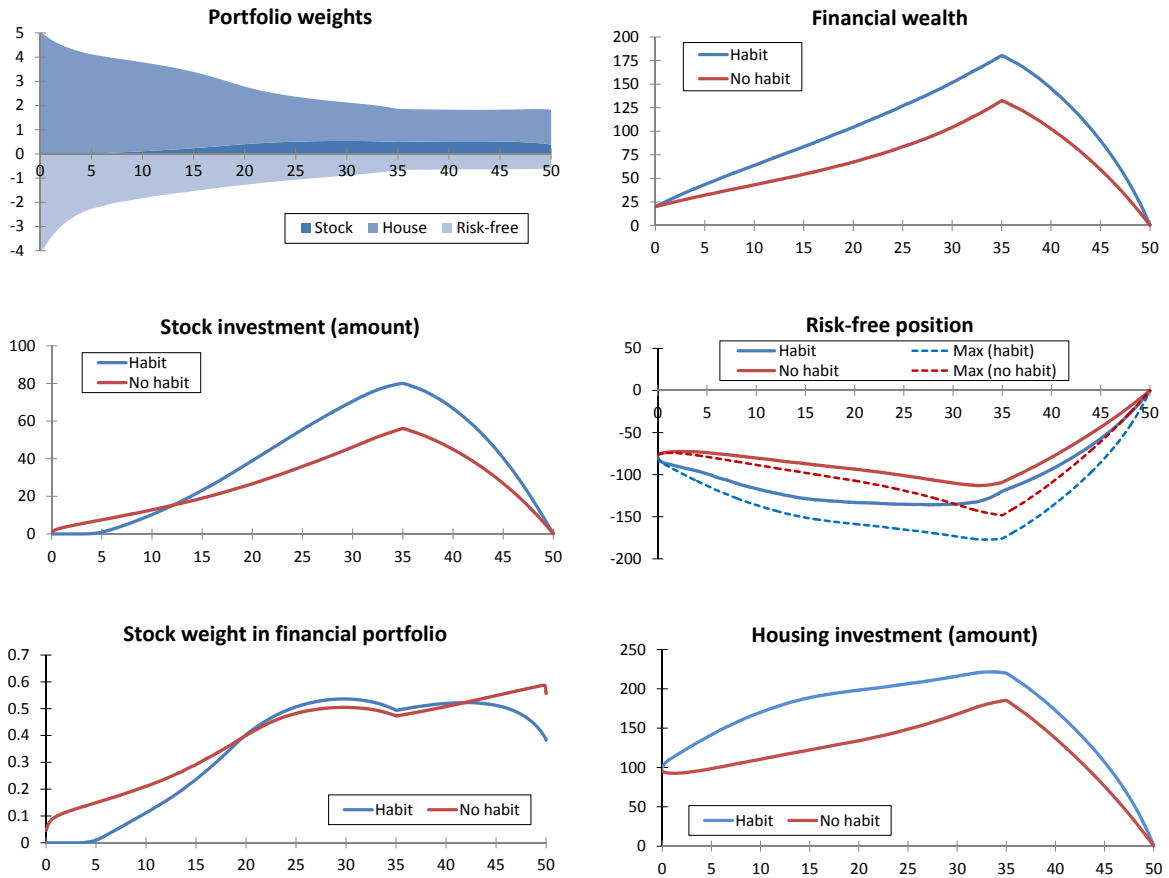 Portfolio weights
5
4
3
2
1
0
-1
-2
-3
-4
0 5 10 15 20 25 30 35 40 45 50
Stock House Risk-free
Financial wealth
200
175
150
125
100
75
50
25
0
Habit
No habit
0 5 10 15 20 25 30 35 40 45 50
Stock investment (amount)
100
80
60
40
20
0
Habit
No habit
0 5 10 15 20 25 30 35 40 45 50
Risk-free position
50
0
-50
-100
-150
-200
Habit Max (habit)
No habit Max (no habit)
0 5 10 15 20 25 30 35 40 45 50
Stock weight in financial portfolio
0.7
0.6
0.5
0.4
0.3
0.2
0.1
0
Habit No habit
0 5 10 15 20 25 30 35 40 45 50
Housing investment (amount)
250
200
150
100
50
0
Habit No habit
0 5 10 15 20 25 30 35 40 45 50